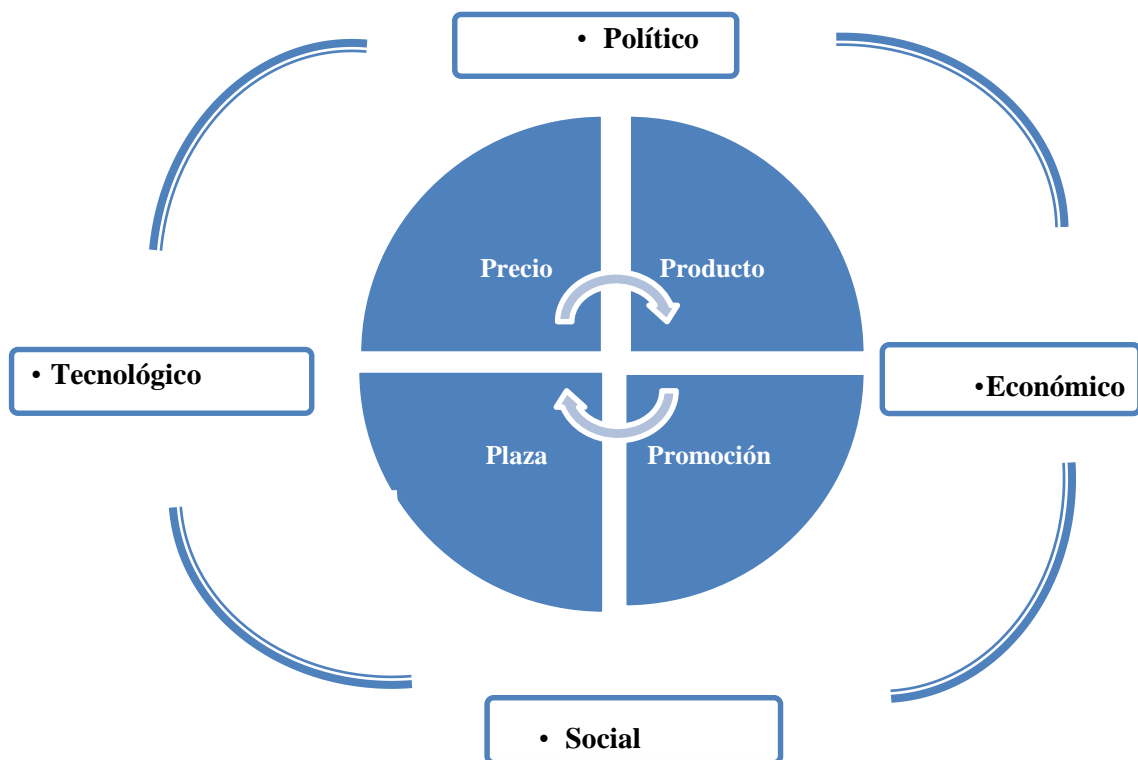 • Político
Precio
Producto
• Tecnológico
•Económico
Plaza
Promoción
• Social